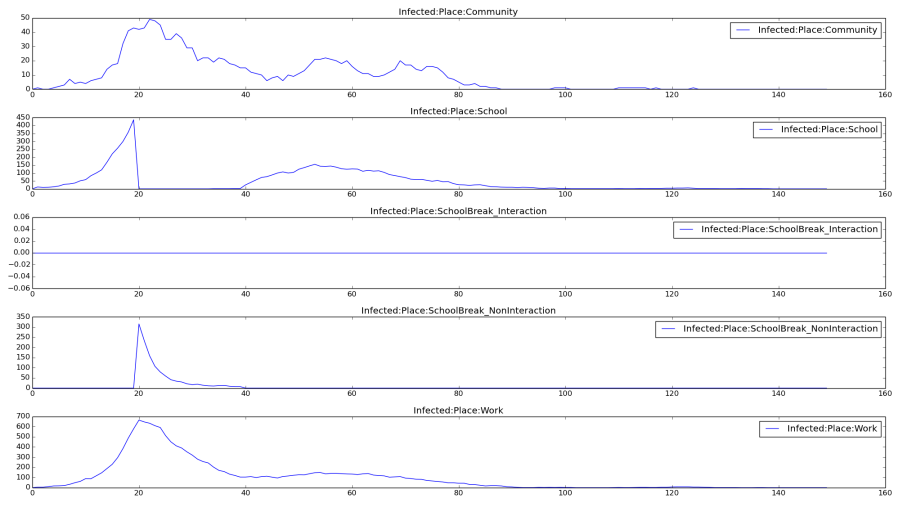 Infected:Place:Community
50
40
30
20
10
0
Infected:Place:Community
0 20 40 60 80 100 120 140 160
Infected:Place:School
450
400
350
300
250
200
150
100
50
0
Infected:Place:School
0 20 40 60 80 100 120 140 160
Infected:Place:SchoolBreak_Interaction
0.06
0.04
0.02
0.00
−0.02
−0.04
−0.06
Infected:Place:SchoolBreak_Interaction
0 20 40 60 80 100 120 140 160
Infected:Place:SchoolBreak_NonInteraction
350
300
250
200
150
100
50
0
Infected:Place:SchoolBreak_NonInteraction
0 20 40 60 80 100 120 140 160
Infected:Place:Work
700
600
500
400
300
200
100
0
Infected:Place:Work
0 20 40 60 80 100 120 140 160